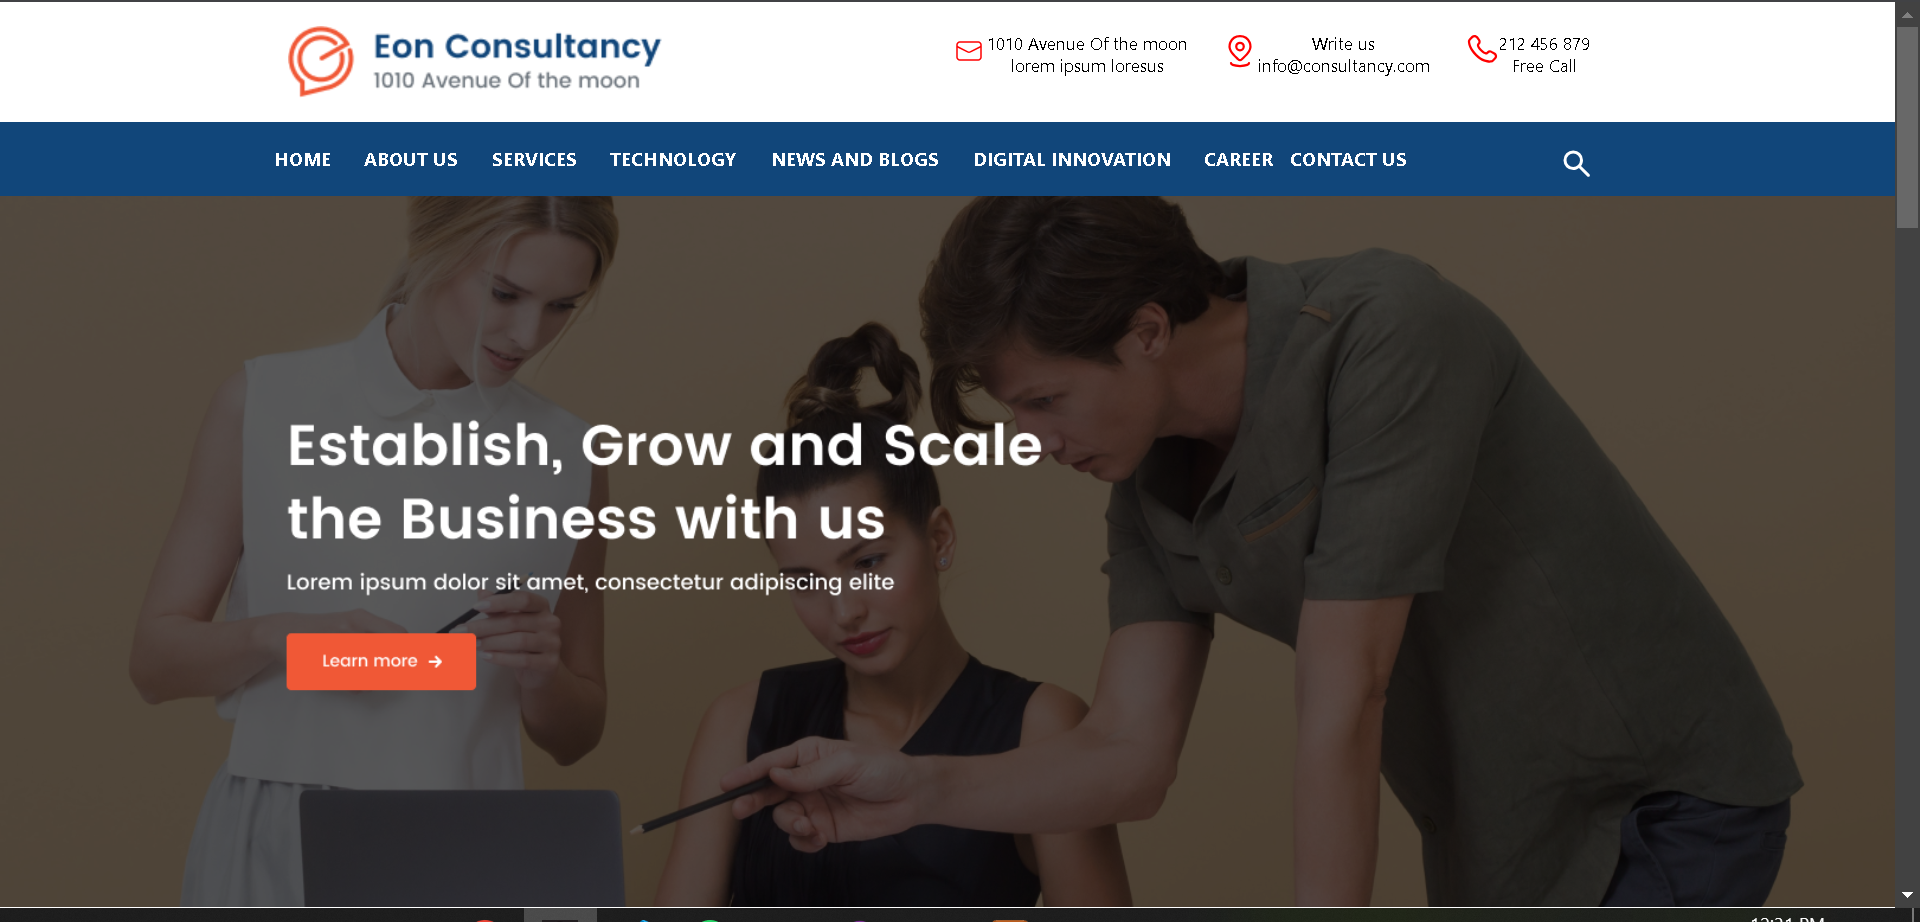 Eon Consultancy
1010 Avenue Of the moon
1010 Avenue Of the moon
lorem ipsum loresus
Write us
info@consultancy.com
212 456 879
Free Call
HOME ABOUT US SERVICES TECHNOLOGY NEWS AND BLOGS DIGITAL INNOVATION CAREER CONTACT US
Establish, Grow and Scale
the Business with us
Lorem ipsum dolor sit amet, consectetur adipiscing elite
Learn more